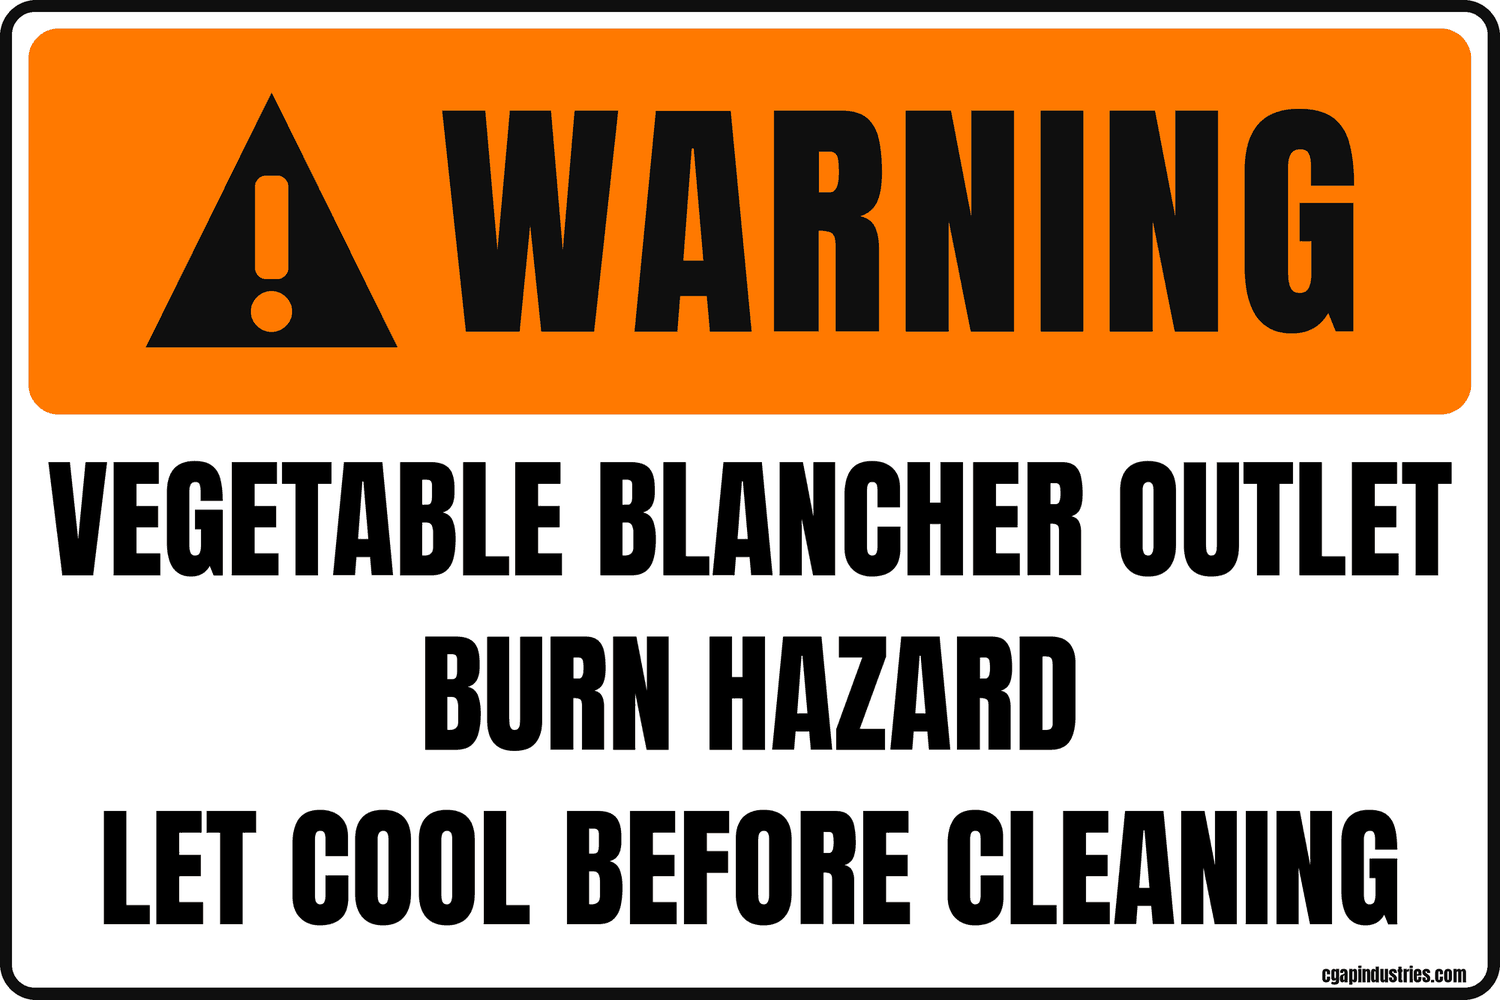 WARNING
VEGETABLE BLANCHER OUTLET
BURN HAZARD
LET COOL BEFORE CLEANING
cgapindustries.com